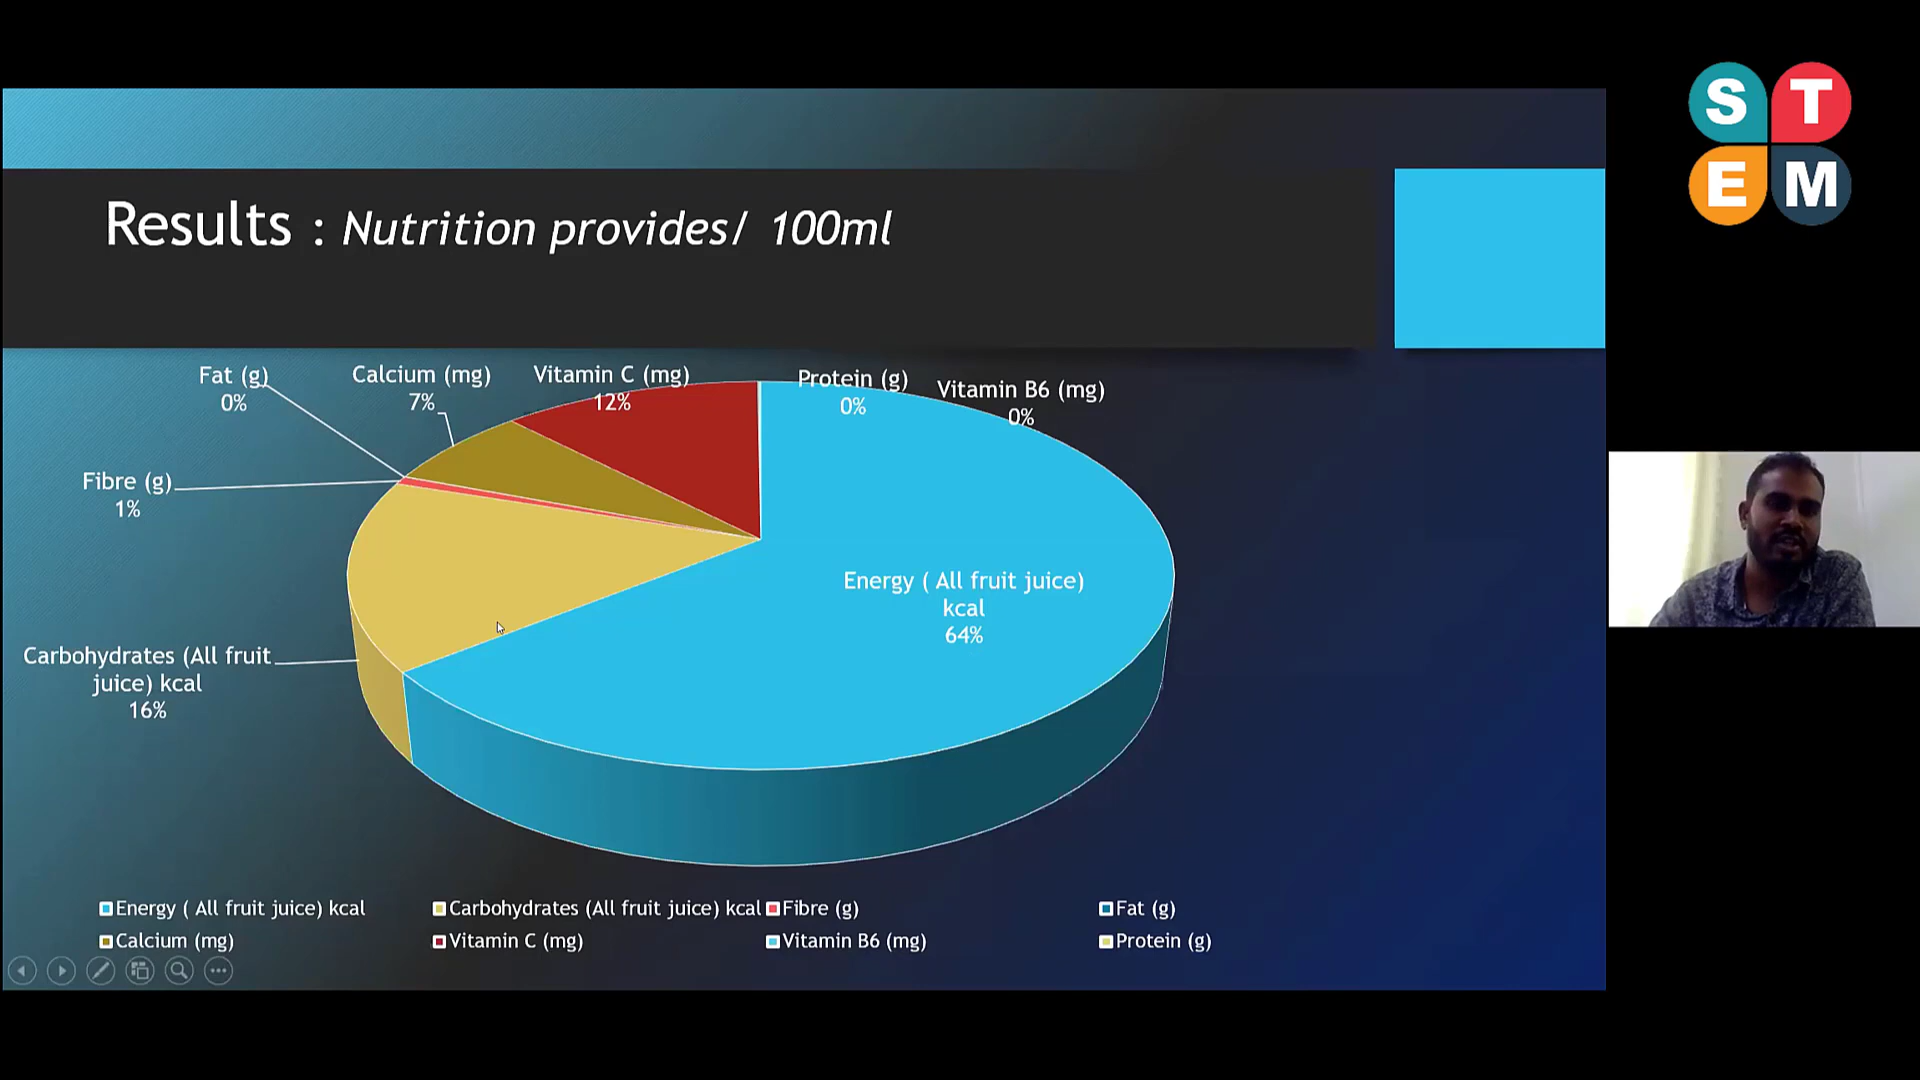 S T
E M
Results : Nutrition provides/ 100ml
Fat (g)
0%
Calcium (mg)
7%
Vitamin C (mg)
12%
Protein (g)
0%
Vitamin B6 (mg)
0%
Fibre (g)
1%
Energy ( All fruit juice)
kcal
64%
Carbohydrates (All fruit
juice) kcal
16%
Energy ( All fruit juice) kcal
Carbohydrates (All fruit juice) kcal
Fibre (g)
Fat (g)
Calcium (mg)
Vitamin C (mg)
Vitamin B6 (mg)
Protein (g)